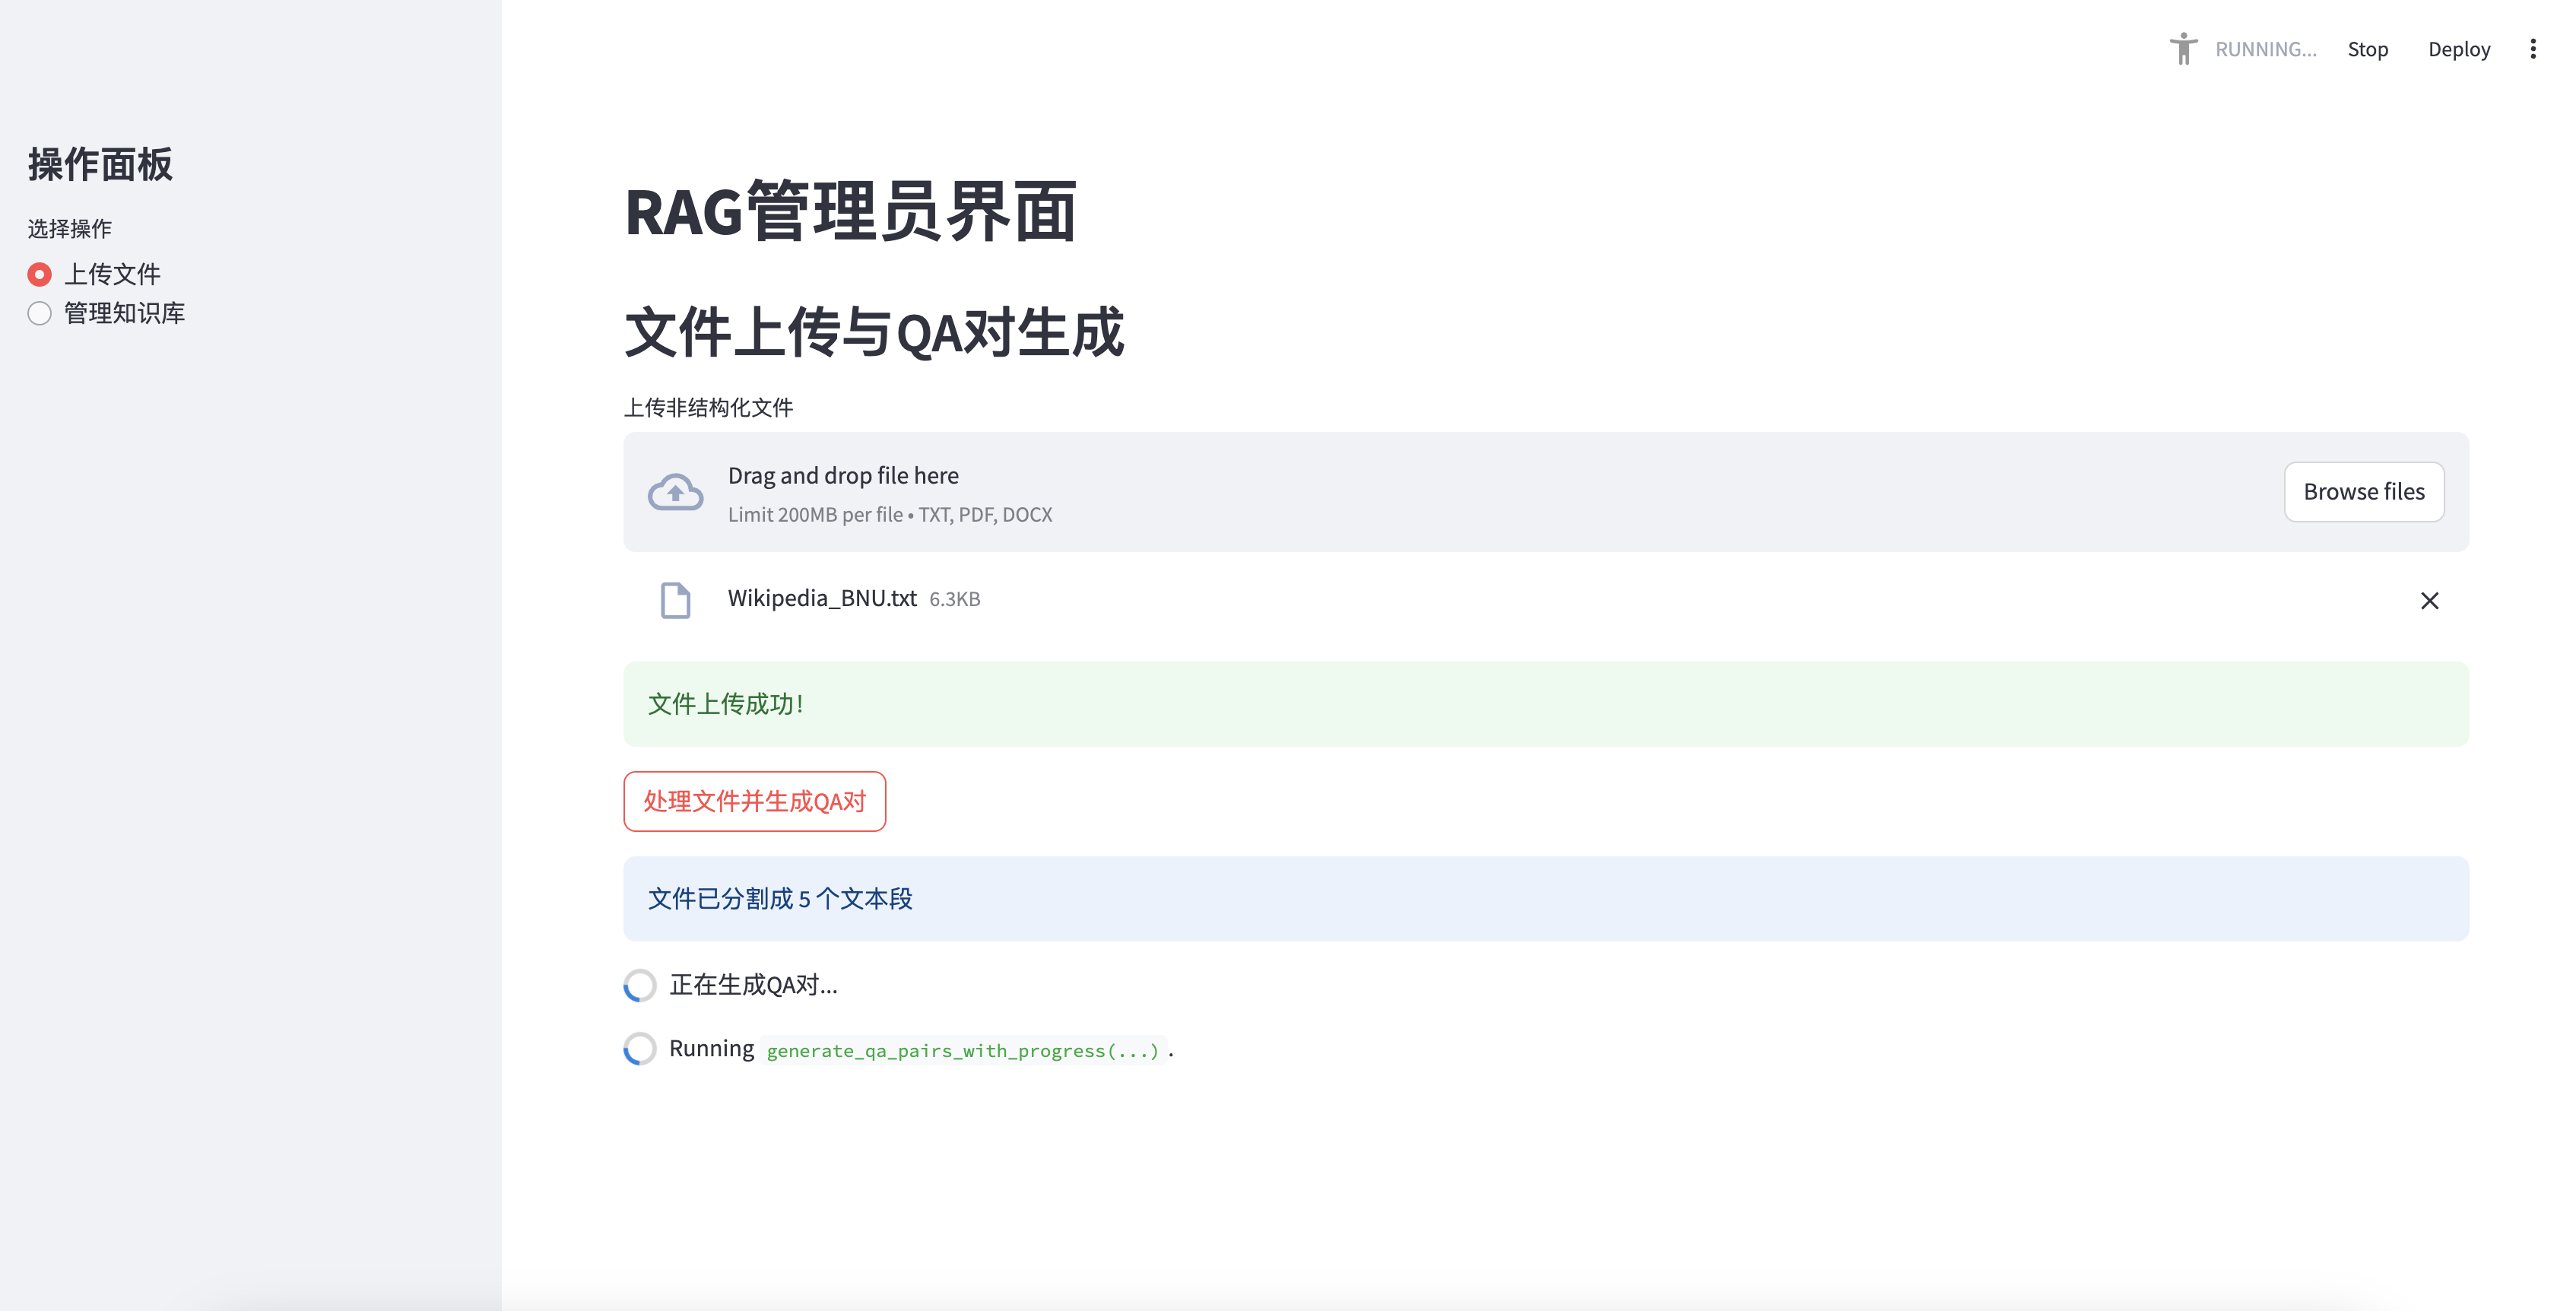 RUNNING...
Stop
Deploy
操作面板
选择操作
上传文件
管理知识库
RAG管理员界面
文件上传与QA对生成
上传非结构化文件
Drag and drop file here
Limit 200MB per file • TXT, PDF, DOCX
Browse files
Wikipedia_BNU.txt 6.3KB
文件上传成功！
处理文件并生成QA对
文件已分割成 5 个文本段
正在生成QA对...
Running generate_qa_pairs_with_progress(...) .